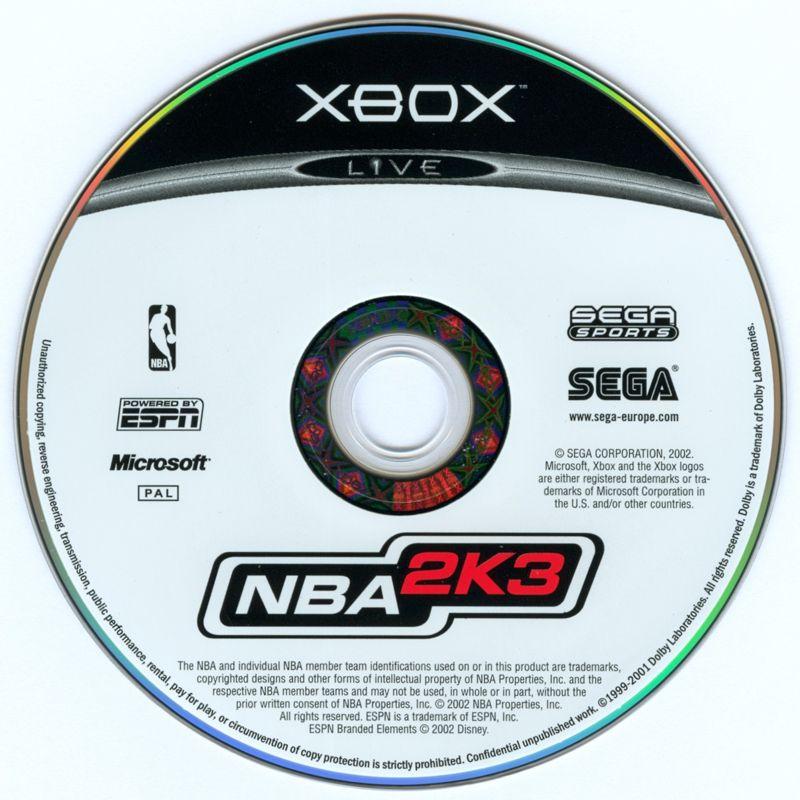 XBOX™
L1VE
NBA
POWERED BY
ESPN
Microsoft®
PAL
SEGA
SPORTS
SEGA®
www.sega-europe.com
© SEGA CORPORATION, 2002.
Microsoft, Xbox and the Xbox logos
are either registered trademarks or tra-
demarks of Microsoft Corporation in
the U.S. and/or other countries.
NBA 2K3
The NBA and individual NBA member team identifications used on or in this product are trademarks,
copyrighted designs and other forms of intellectual property of NBA Properties, Inc. and the
respective NBA member teams and may not be used, in whole or in part, without the
prior written consent of NBA Properties, Inc. © 2002 NBA Properties, Inc.
All rights reserved. ESPN is a trademark of ESPN, Inc.
ESPN Branded Elements © 2002 Disney.
Unauthorized copying, reverse engineering, transmission, public performance, rental, pay for play, or circumvention of copy protection is strictly prohibited. Confidential unpublished work. ©1999-2001 Dolby Laboratories. All rights reserved. Dolby is a trademark of Dolby Laboratories.